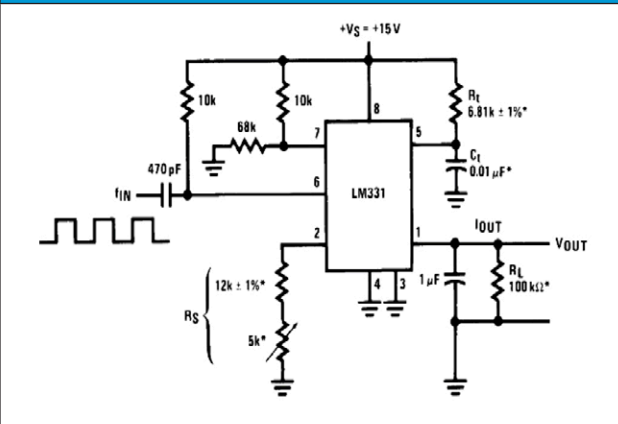 +VS = +15V
10k
10k
Rt
6.81k ± 1%*
8
68k
7
5
Ct
0.01 µF*
470 pF
6
fIN
LM331
2
1
IOUT
VOUT
12k ± 1%*
4
3
1 µF
RL
100 kΩ*
RS
5k*